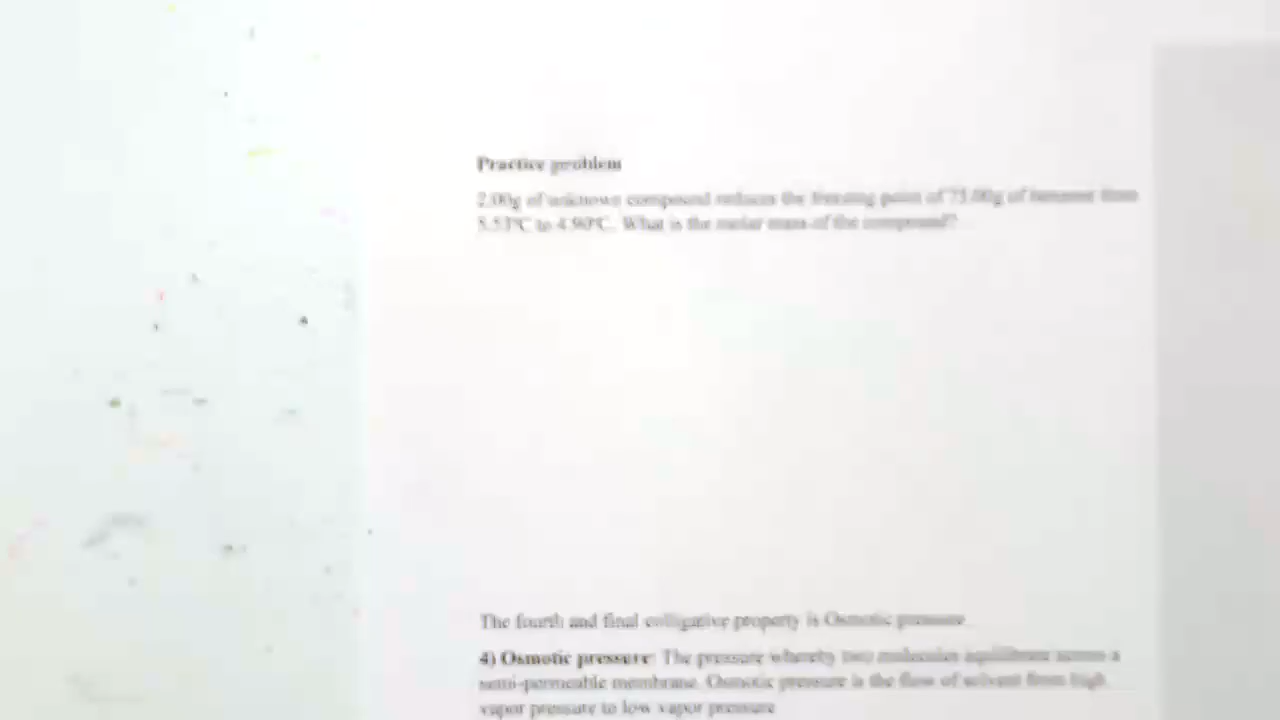 Practice problem
2.00g of unknown compound reduces the freezing point of 75.00g of benzene from
5.53°C to 4.90°C. What is the molar mass of the compound?
The fourth and final colligative property is Osmotic pressure
4) Osmotic pressure: The pressure whereby two molecules equilibrate across a
semi-permeable membrane. Osmotic pressure is the flow of solvent from high
vapor pressure to low vapor pressure